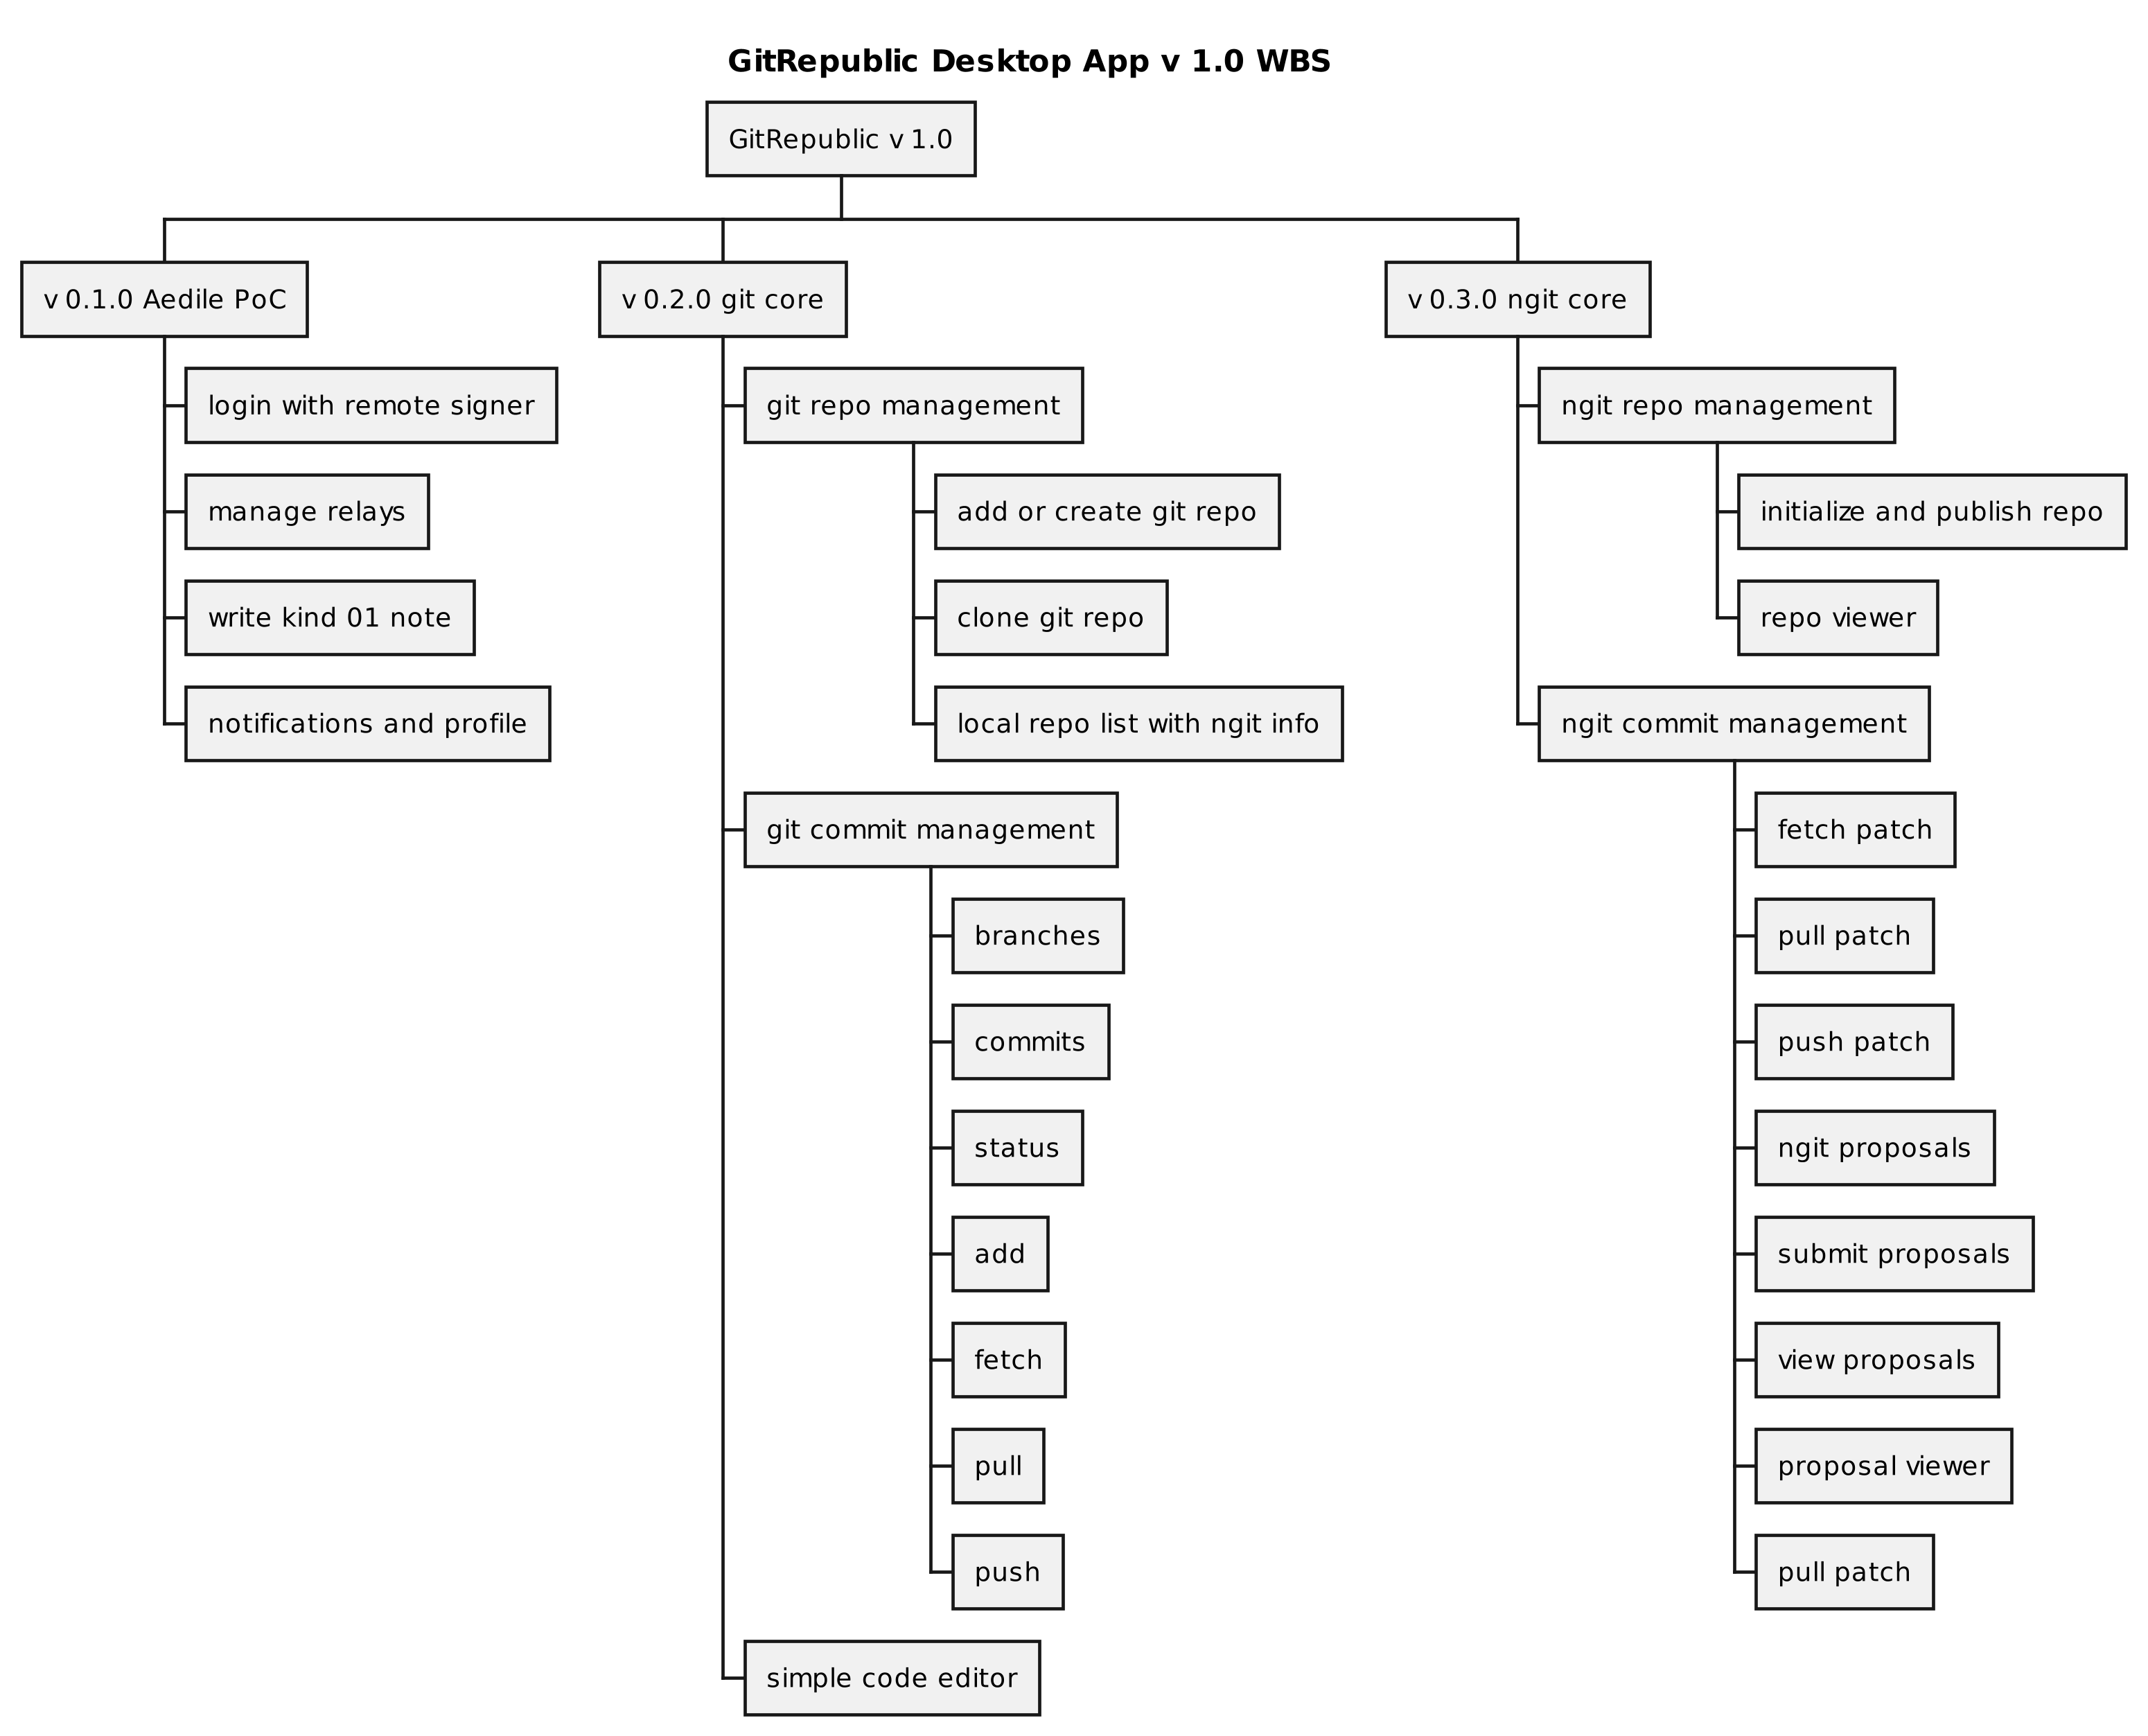 GitRepublic Desktop App v 1.0 WBS
GitRepublic v 1.0
v 0.1.0 Aedile PoC
login with remote signer
manage relays
write kind 01 note
notifications and profile
v 0.2.0 git core
git repo management
add or create git repo
clone git repo
local repo list with ngit info
git commit management
branches
commits
status
add
fetch
pull
push
simple code editor
v 0.3.0 ngit core
ngit repo management
initialize and publish repo
repo viewer
ngit commit management
fetch patch
pull patch
push patch
ngit proposals
submit proposals
view proposals
proposal viewer
pull patch